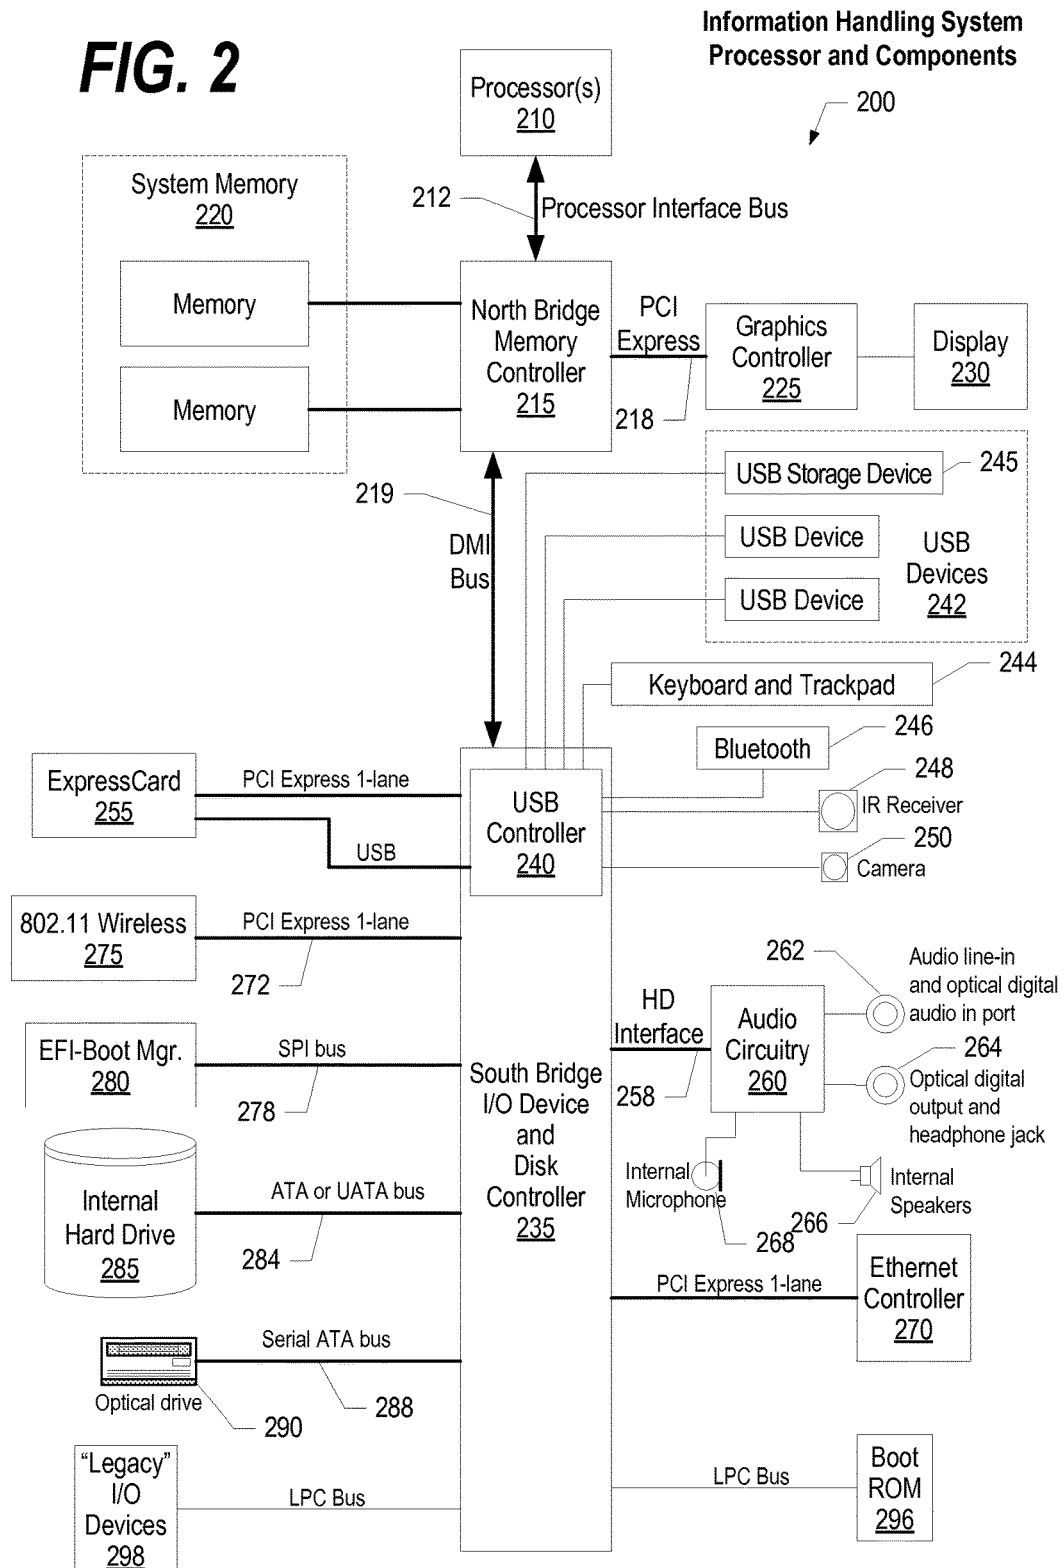 Information Handling System
Processor and Components
FIG. 2
200
Processor(s)
210
System Memory
220
212
Processor Interface Bus
Memory
Memory
North Bridge
Memory
Controller
215
PCI
Express
218
Graphics
Controller
225
Display
230
219
DMI
Bus
USB Storage Device
245
USB Device
USB Device
USB
Devices
242
Keyboard and Trackpad
244
Bluetooth
246
248
IR Receiver
250
Camera
ExpressCard
255
PCI Express 1-lane
USB
USB
Controller
240
802.11 Wireless
275
PCI Express 1-lane
272
EFI-Boot Mgr.
280
SPI bus
278
South Bridge
I/O Device
and
Disk
Controller
235
HD
Interface
258
Audio
Circuitry
260
262
Audio line-in
and optical digital
audio in port
264
Optical digital
output and
headphone jack
Internal
Microphone
268
266
Internal
Speakers
Internal
Hard Drive
285
ATA or UATA bus
284
PCI Express 1-lane
Ethernet
Controller
270
Serial ATA bus
288
Optical drive
290
"Legacy"
I/O
Devices
298
LPC Bus
LPC Bus
Boot
ROM
296